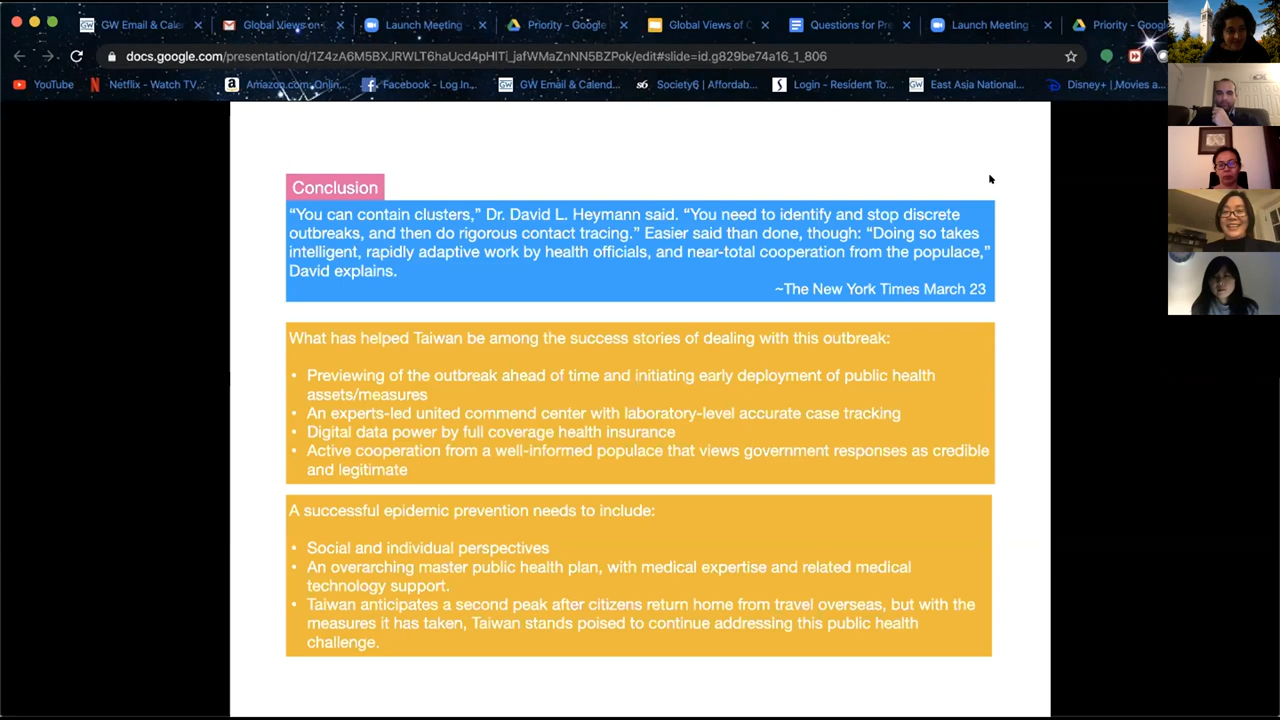 GW Email & Cale
Global Views on
Launch Meeting
Priority - Google
Global Views of C
Questions for Pre
Launch Meeting
Priority - Goog
docs.google.com/presentation/d/1Z4zA6M5BXJRWLT6haUcd4pHITi_jafWMaZnNN5BZPok/edit#slide=id.g829be74a16_1_806
YouTube
Netflix - Watch TV...
Amazon.com: Onlin...
Facebook - Log In...
GW Email & Calend...
Society6 | Affordab...
Login - Resident To...
East Asia National...
Disney+ | Movies a...
Conclusion
“You can contain clusters,” Dr. David L. Heymann said. “You need to identify and stop discrete
outbreaks, and then do rigorous contact tracing.” Easier said than done, though: “Doing so takes
intelligent, rapidly adaptive work by health officials, and near-total cooperation from the populace,”
David explains.
~The New York Times March 23
What has helped Taiwan be among the success stories of dealing with this outbreak:
• Previewing of the outbreak ahead of time and initiating early deployment of public health
assets/measures
• An experts-led united commend center with laboratory-level accurate case tracking
• Digital data power by full coverage health insurance
• Active cooperation from a well-informed populace that views government responses as credible
and legitimate
A successful epidemic prevention needs to include:
• Social and individual perspectives
• An overarching master public health plan, with medical expertise and related medical
technology support.
• Taiwan anticipates a second peak after citizens return home from travel overseas, but with the
measures it has taken, Taiwan stands poised to continue addressing this public health
challenge.